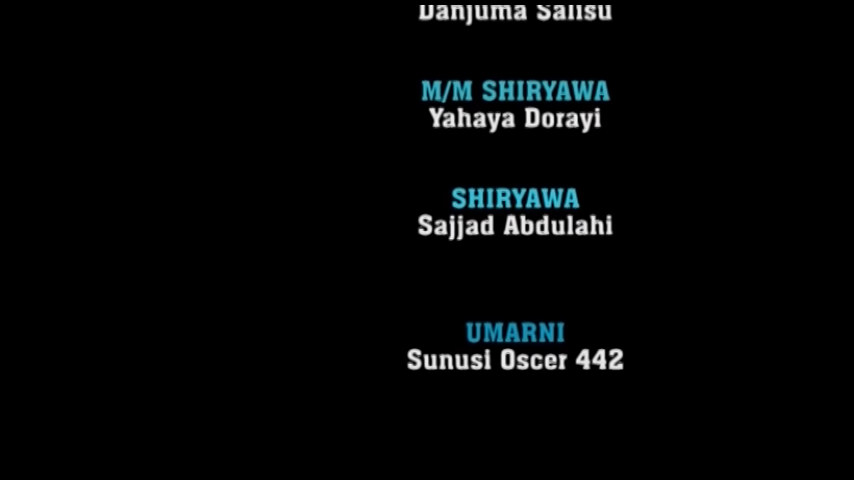 Danjuma Salisu
M/M SHIRYAWA
Yahaya Dorayi
SHIRYAWA
Sajjad Abdulahi
UMARNI
Sunusi Oscer 442